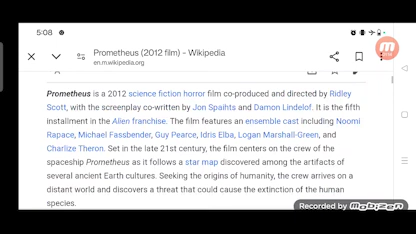 5:08
Prometheus (2012 film) – Wikipedia
en.m.wikipedia.org
Prometheus is a 2012 science fiction horror film co-produced and directed by Ridley
Scott, with the screenplay co-written by Jon Spaihts and Damon Lindelof. It is the fifth
installment in the Alien franchise. The film features an ensemble cast including Noomi
Rapace, Michael Fassbender, Guy Pearce, Idris Elba, Logan Marshall-Green, and
Charlize Theron. Set in the late 21st century, the film centers on the crew of the
spaceship Prometheus as it follows a star map discovered among the artifacts of
several ancient Earth cultures. Seeking the origins of humanity, the crew arrives on a
distant world and discovers a threat that could cause the extinction of the human
species.
Recorded by Mobizen